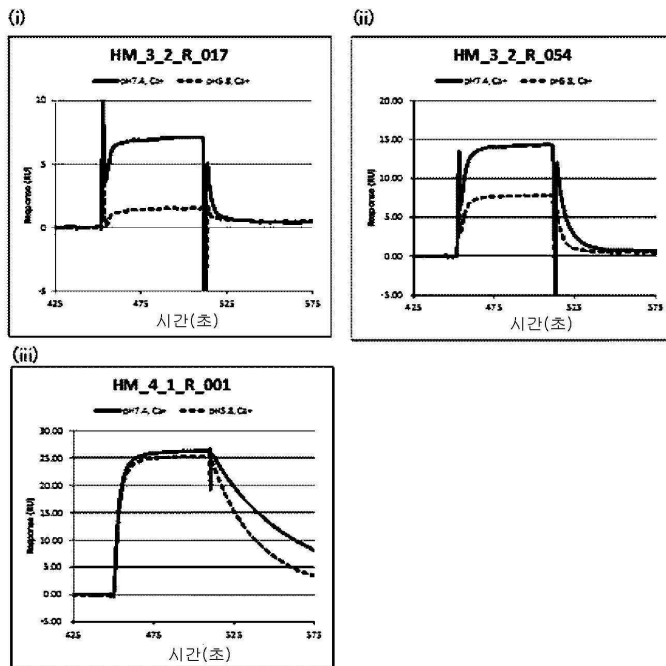 (i)
HM_3_2_R_017
pH7.4, Ca+ pH5.8, Ca+
Response (RU)
10
5
0
-5
425 475 525 575
시간(초)
(ii)
HM_3_2_R_054
pH7.4, Ca+ pH5.8, Ca+
Response (RU)
20.00
15.00
10.00
5.00
0.00
-5.00
425 475 525 575
시간(초)
(iii)
HM_4_1_R_001
pH7.4, Ca+ pH5.8, Ca+
Response (RU)
30.00
25.00
20.00
15.00
10.00
5.00
0.00
-5.00
425 475 525 575
시간(초)